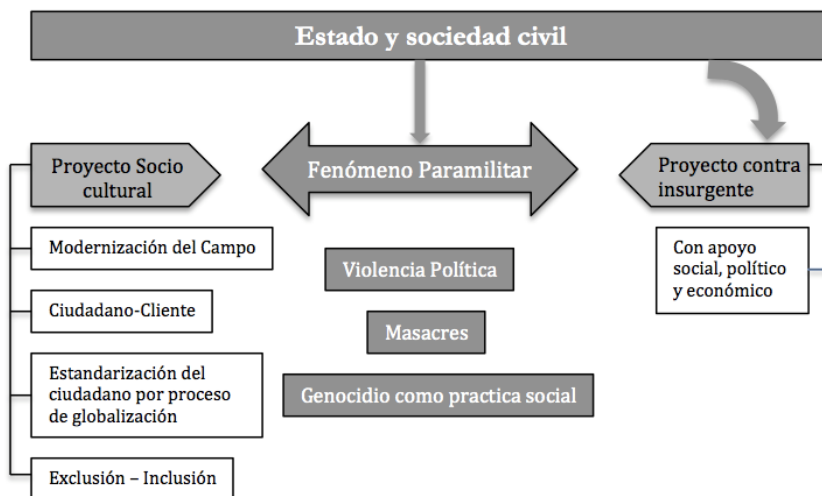 Estado y sociedad civil
Proyecto Socio
cultural
Fenómeno Paramilitar
Proyecto contra
insurgente
Modernización del Campo
Ciudadano-Cliente
Estandarización del
ciudadano por proceso
de globalización
Exclusión – Inclusión
Violencia Política
Masacres
Genocidio como practica social
Con apoyo
social, político
y económico